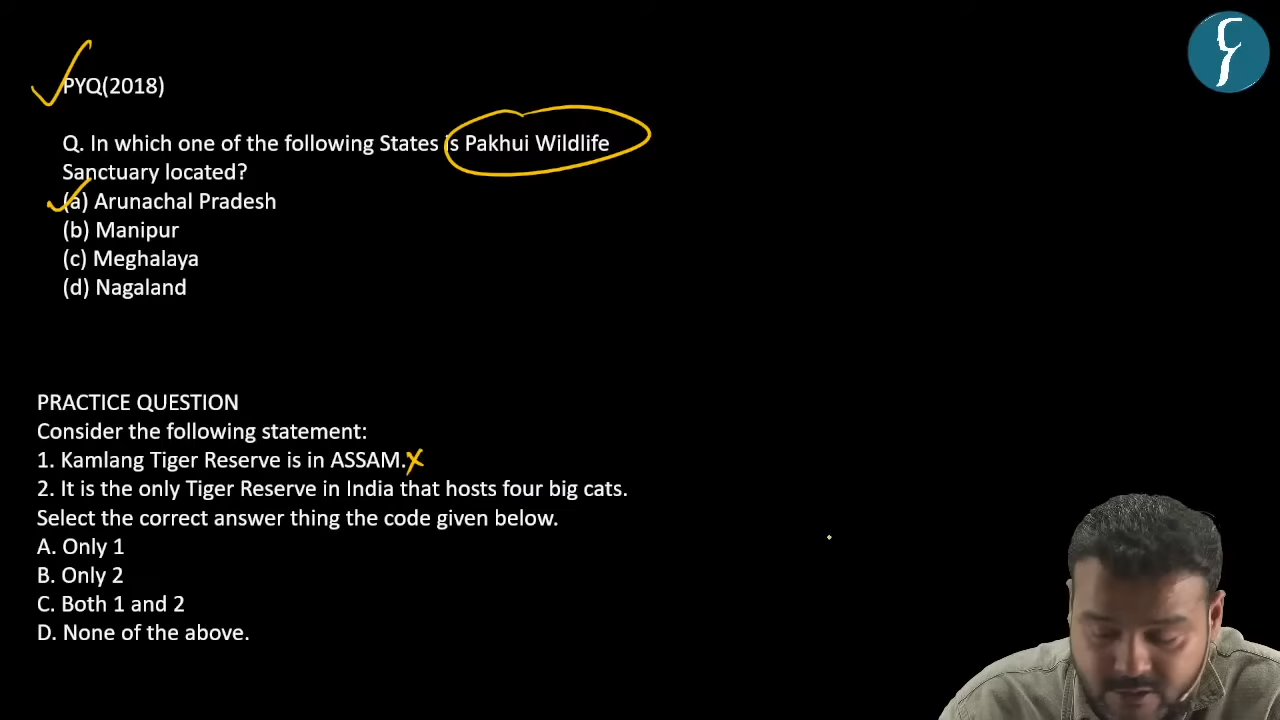 PYQ(2018)
Q. In which one of the following States is Pakhui Wildlife
Sanctuary located?
(a) Arunachal Pradesh
(b) Manipur
(c) Meghalaya
(d) Nagaland
PRACTICE QUESTION
Consider the following statement:
1. Kamlang Tiger Reserve is in ASSAM.
2. It is the only Tiger Reserve in India that hosts four big cats.
Select the correct answer thing the code given below.
A. Only 1
B. Only 2
C. Both 1 and 2
D. None of the above.